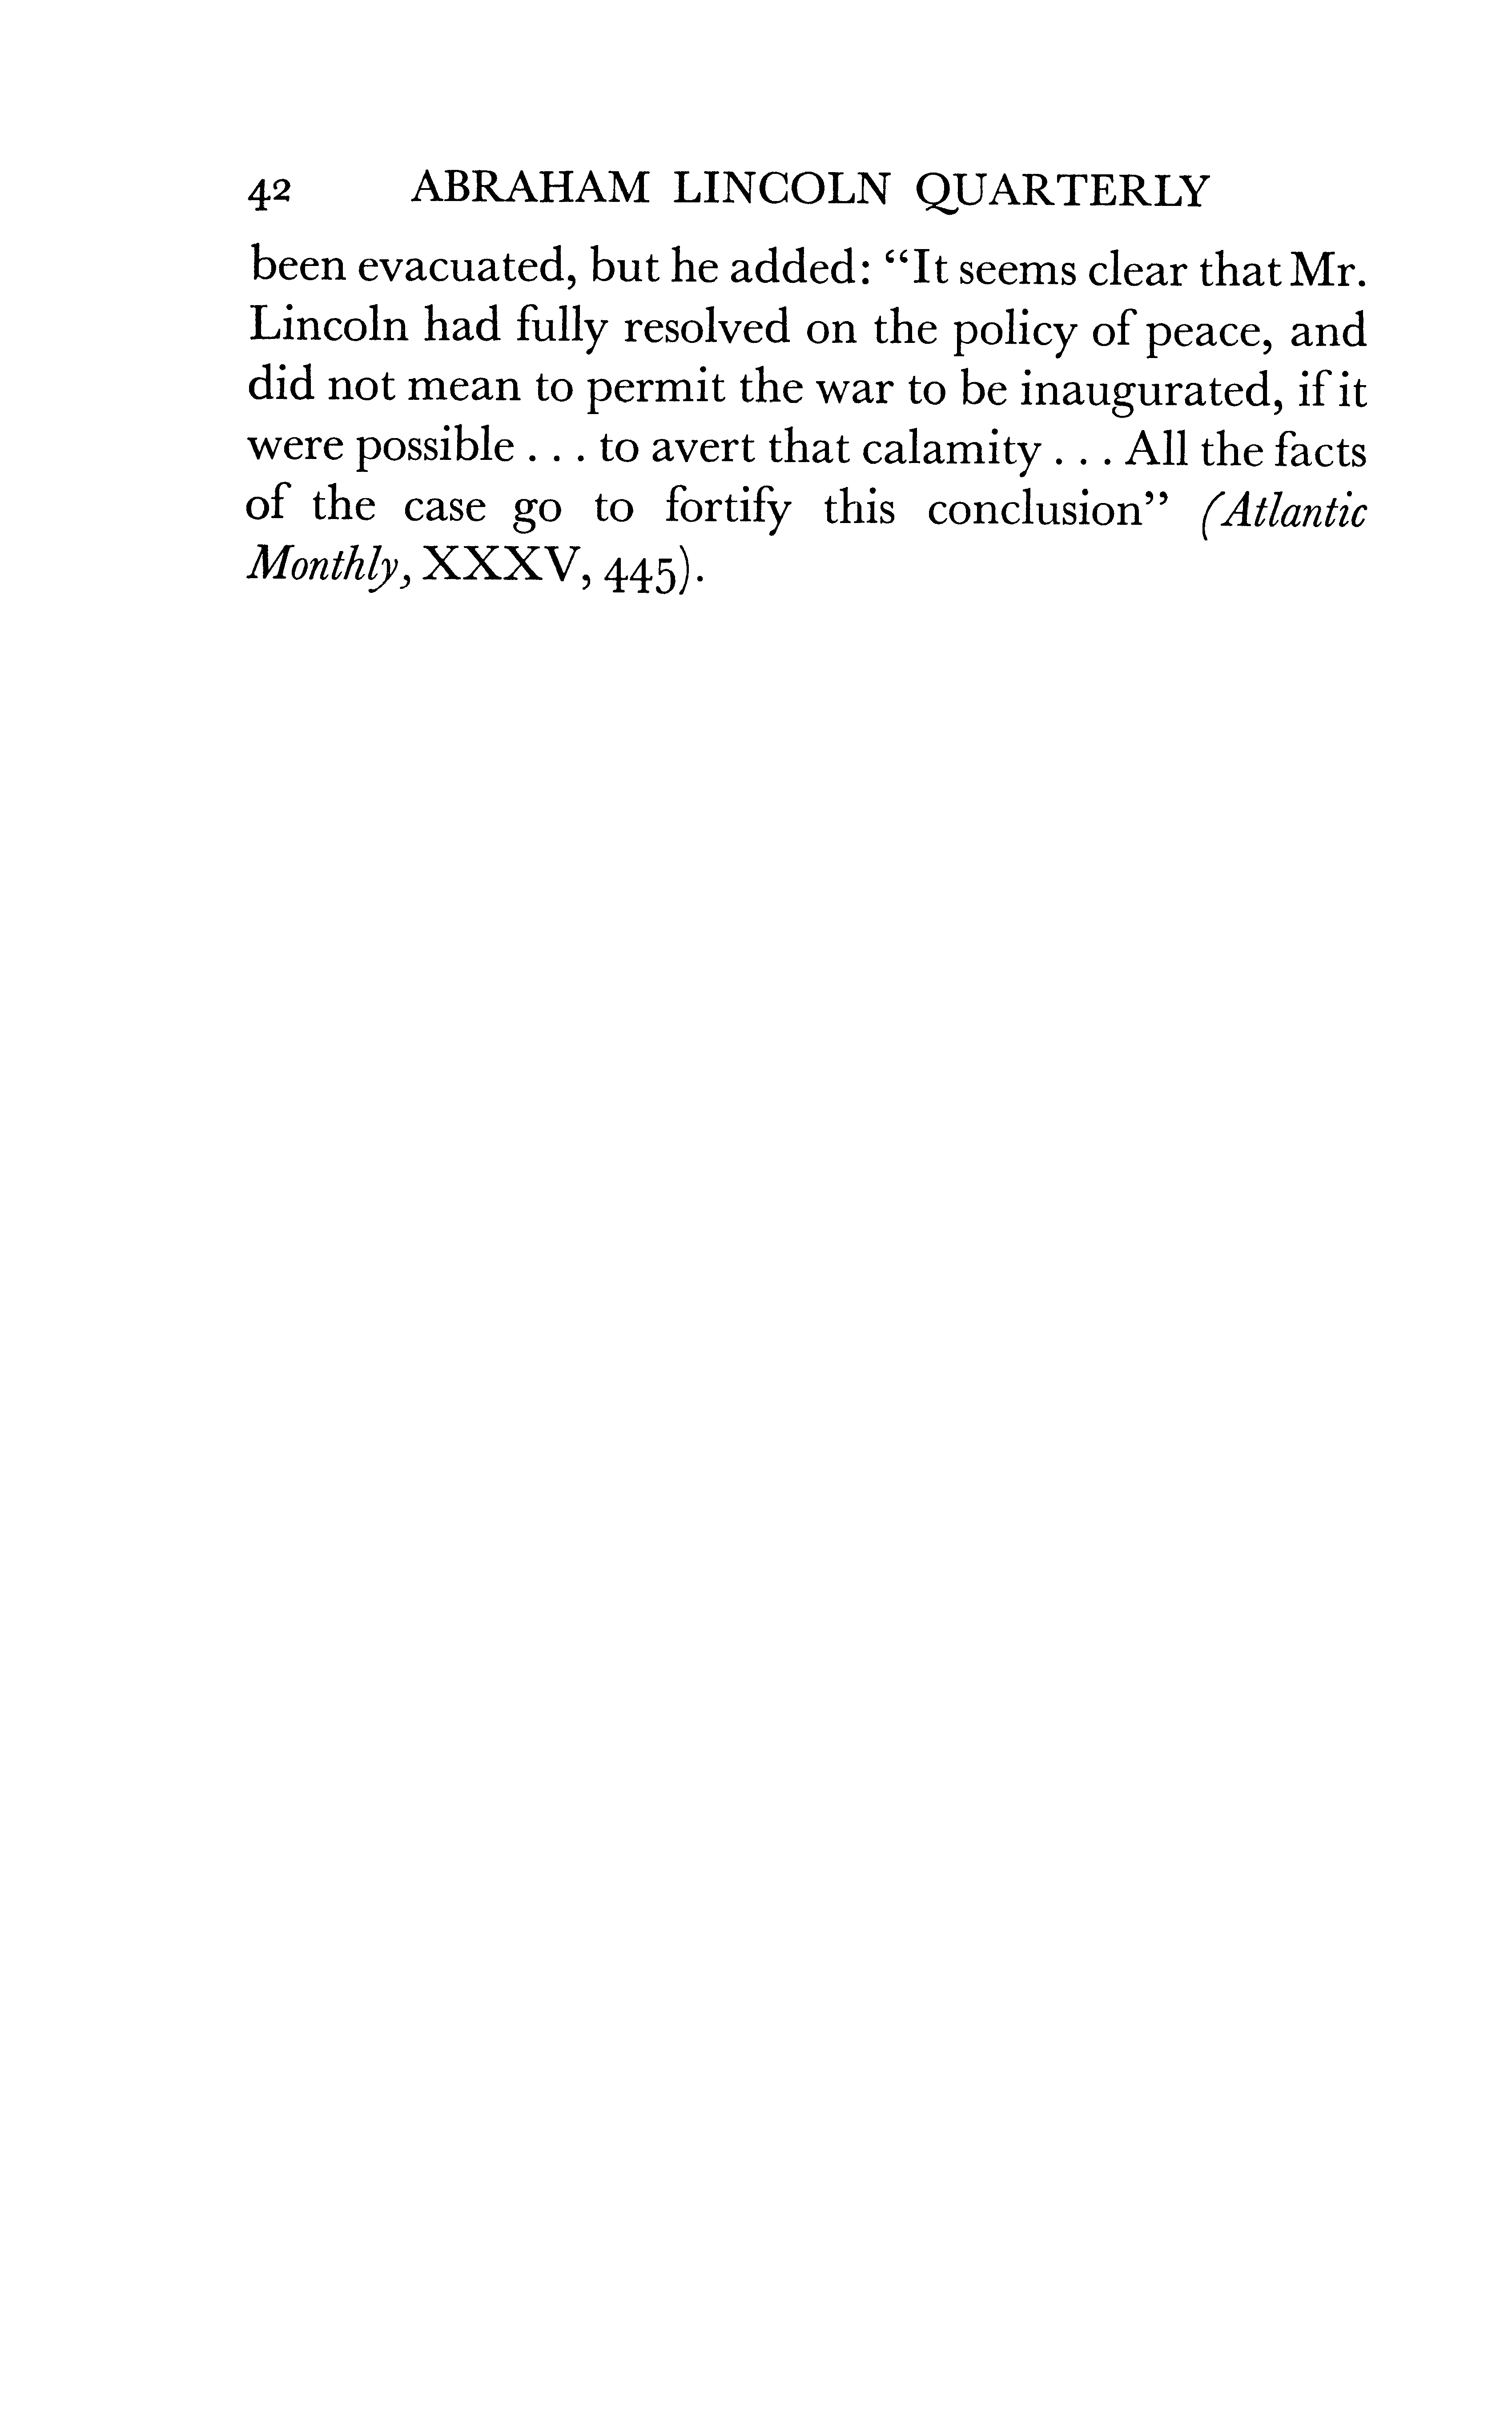 42 ABRAHAM LINCOLN QUARTERLY
been evacuated, but he added: “It seems clear that Mr.
Lincoln had fully resolved on the policy of peace, and
did not mean to permit the war to be inaugurated, if it
were possible . . . to avert that calamity . . . All the facts
of the case go to fortify this conclusion” (Atlantic
Monthly, XXXV, 445).